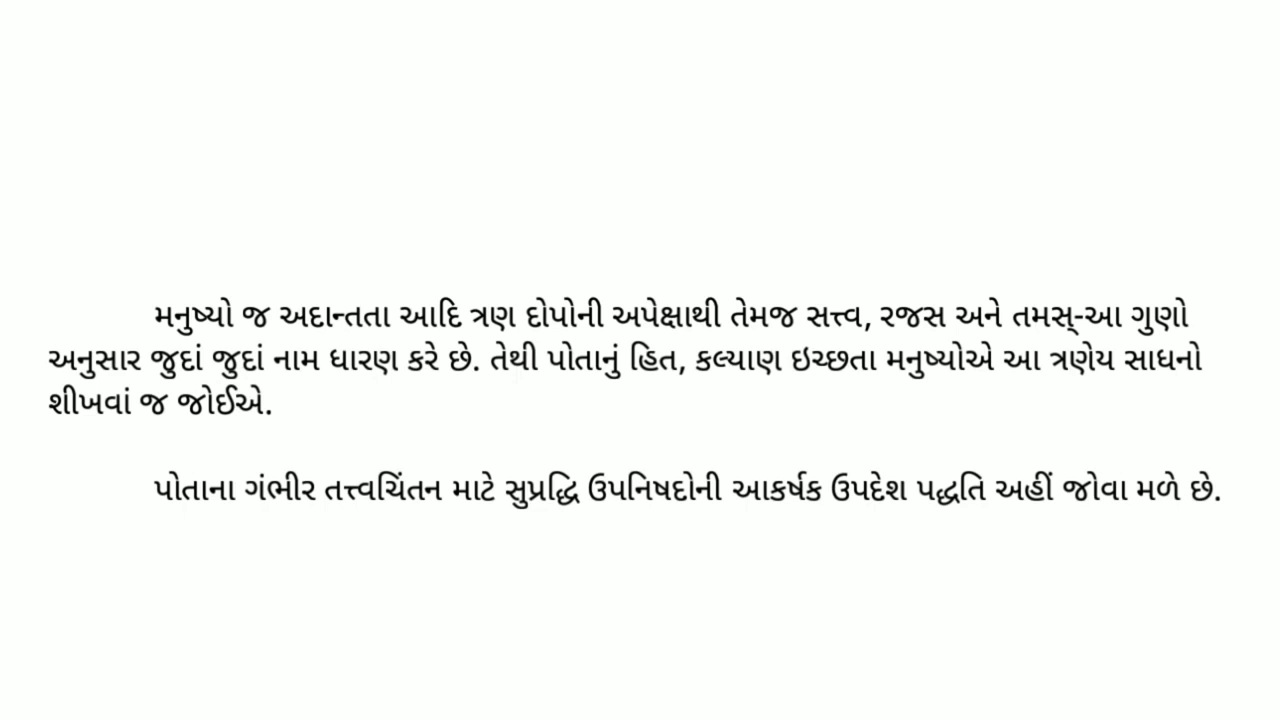 મનુષ્યો જ અદાન્તતા આદિ ત્રણ દોપોની અપેક્ષાથી તેમજ સત્ત્વ, રજસ અને તમસ્-આ ગુણો
અનુસાર જુદાં જુદાં નામ ધારણ કરે છે. તેથી પોતાનું હિત, કલ્યાણ ઇચ્છતા મનુષ્યોએ આ ત્રણેય સાધનો
શીખવાં જ જોઈએ.
પોતાના ગંભીર તત્ત્વચિંતન માટે સુપ્રદ્ધિ ઉપનિષદોની આકર્ષક ઉપદેશ પદ્ધતિ અહીં જોવા મળે છે.